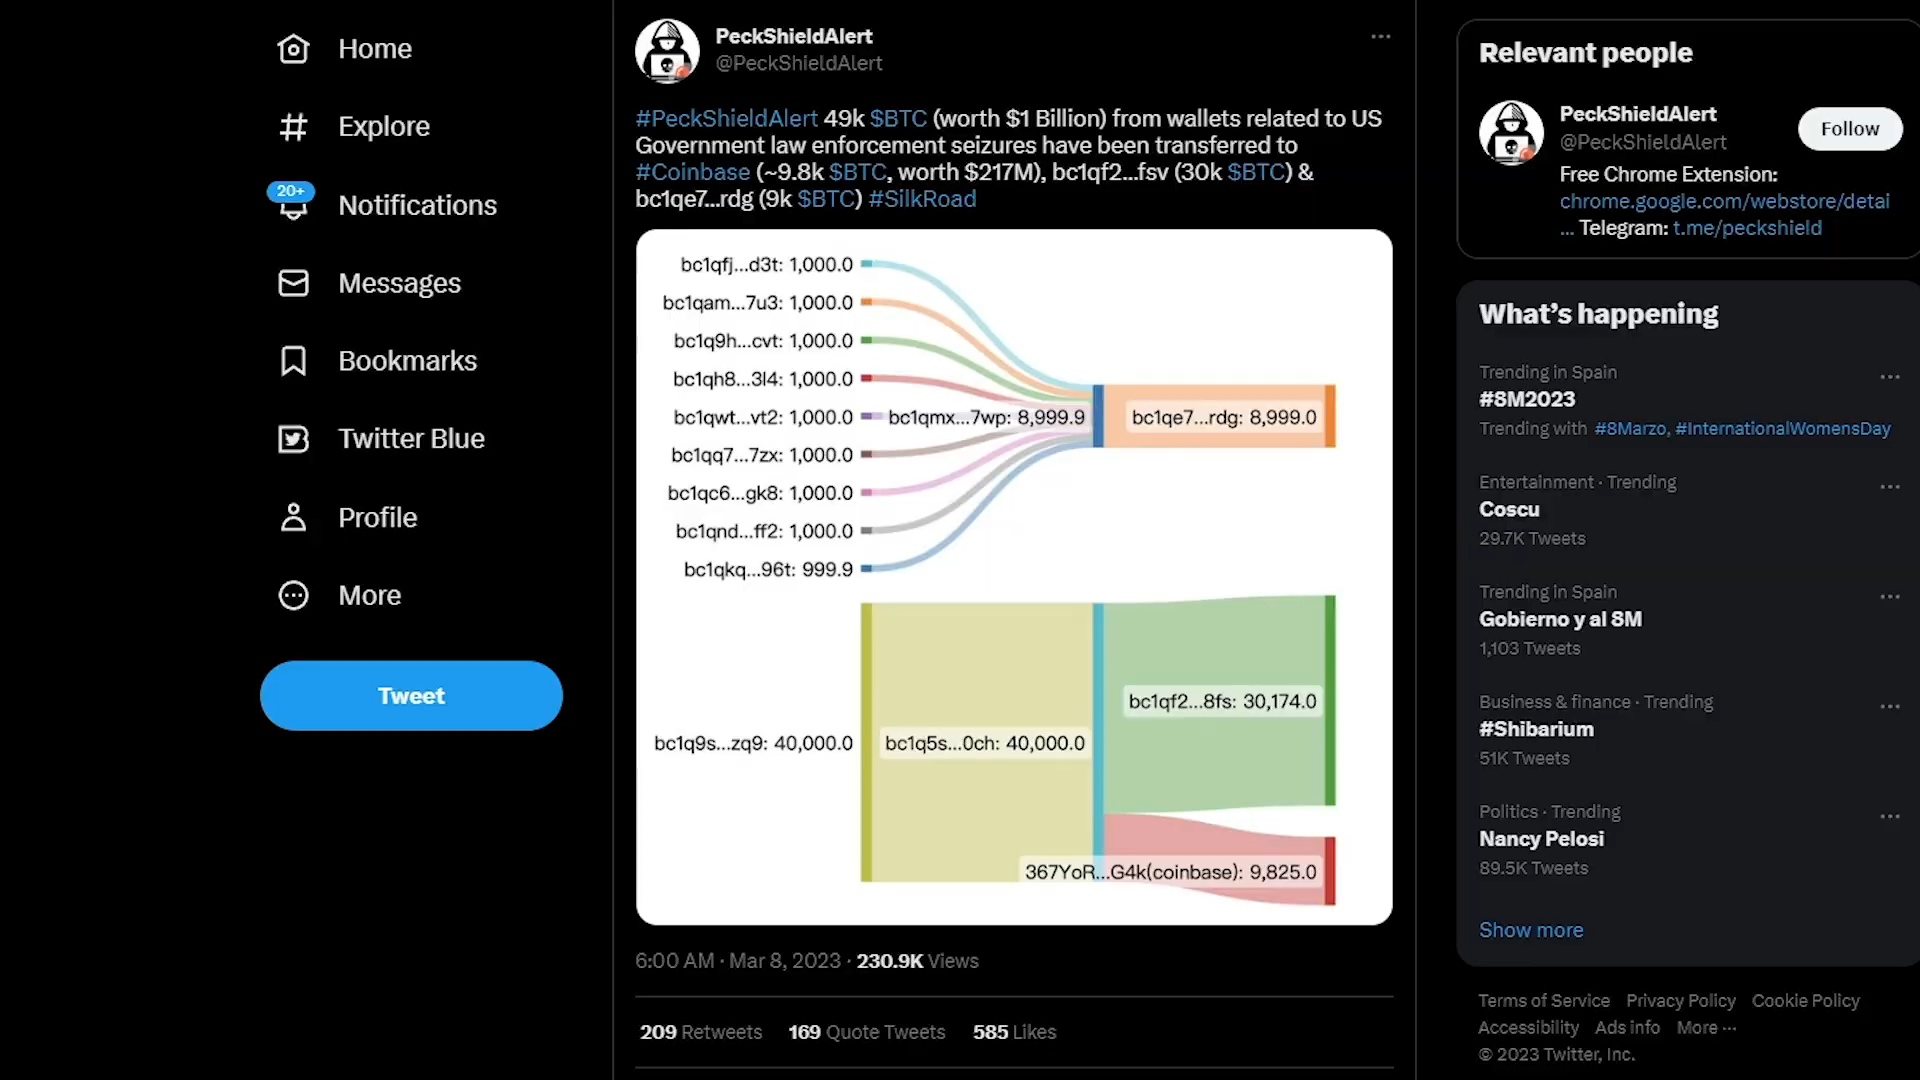 Home
Explore
20+
Notifications
Messages
Bookmarks
Twitter Blue
Profile
More
Tweet
PeckShieldAlert
@PeckShieldAlert
#PeckShieldAlert 49k $BTC (worth $1 Billion) from wallets related to US
Government law enforcement seizures have been transferred to
#Coinbase (~9.8k $BTC, worth $217M), bc1qf2...fsv (30k $BTC) &
bc1qe7...rdg (9k $BTC) #SilkRoad
bc1qfj...d3t: 1,000.0
bc1qam...7u3: 1,000.0
bc1q9h...cvt: 1,000.0
bc1qh8...3l4: 1,000.0
bc1qwt...vt2: 1,000.0
bc1qmx...7wp: 8,999.9
bc1qe7...rdg: 8,999.0
bc1qq7...7zx: 1,000.0
bc1qc6...gk8: 1,000.0
bc1qnd...ff2: 1,000.0
bc1qkq...96t: 999.9
bc1qf2...8fs: 30,174.0
bc1q9s...zq9: 40,000.0
bc1q5s...0ch: 40,000.0
367YoR...G4k(coinbase): 9,825.0
6:00 AM · Mar 8, 2023 · 230.9K Views
209 Retweets 169 Quote Tweets 585 Likes
Relevant people
PeckShieldAlert
@PeckShieldAlert
Follow
Free Chrome Extension:
chrome.google.com/webstore/detai
... Telegram: t.me/peckshield
What's happening
Trending in Spain
#8M2023
Trending with #8Marzo, #InternationalWomensDay
Entertainment · Trending
Coscu
29.7K Tweets
Trending in Spain
Gobierno y al 8M
1,103 Tweets
Business & finance · Trending
#Shibarium
51K Tweets
Politics · Trending
Nancy Pelosi
89.5K Tweets
Show more
Terms of Service Privacy Policy Cookie Policy
Accessibility Ads info More ...
© 2023 Twitter, Inc.